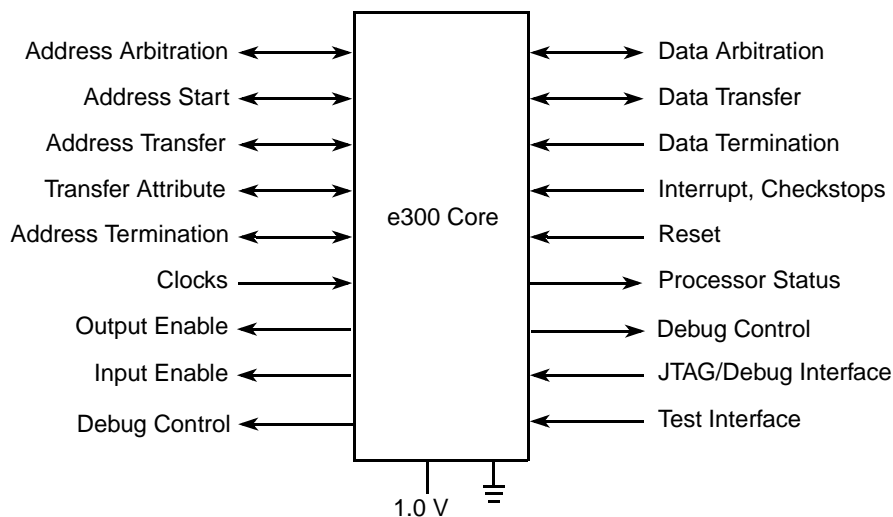 Address Arbitration
Address Start
Address Transfer
Transfer Attribute
Address Termination
Clocks
Output Enable
Input Enable
Debug Control
e300 Core
Data Arbitration
Data Transfer
Data Termination
Interrupt, Checkstops
Reset
Processor Status
Debug Control
JTAG/Debug Interface
Test Interface
1.0 V